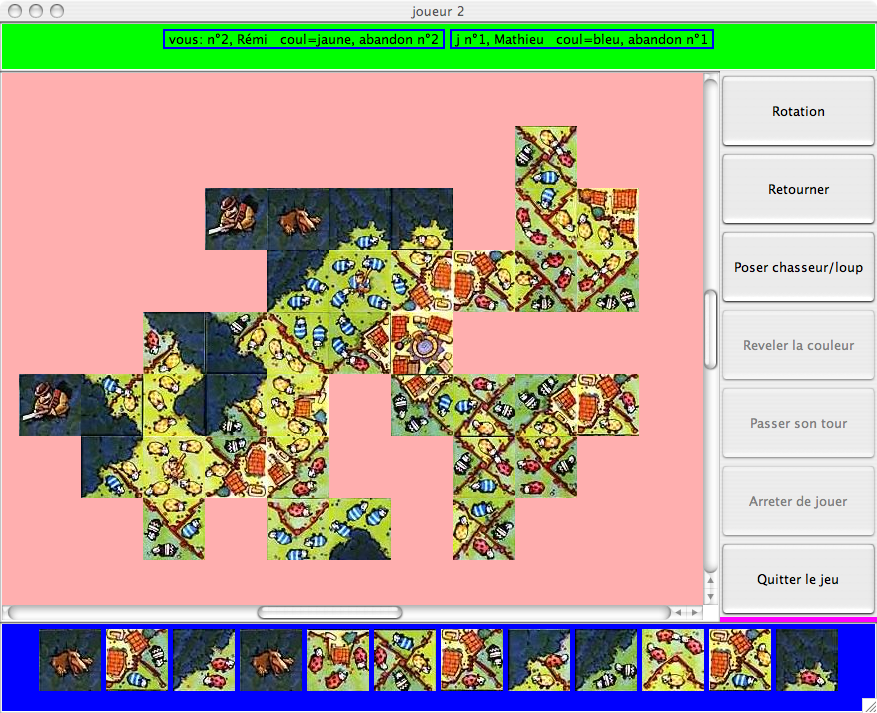 joueur 2
vous: n°2, Rémi coul=jaune, abandon n°2
j n°1, Mathieu coul=bleu, abandon n°1
Rotation
Retourner
Poser chasseur/loup
Reveler la couleur
Passer son tour
Arreter de jouer
Quitter le jeu